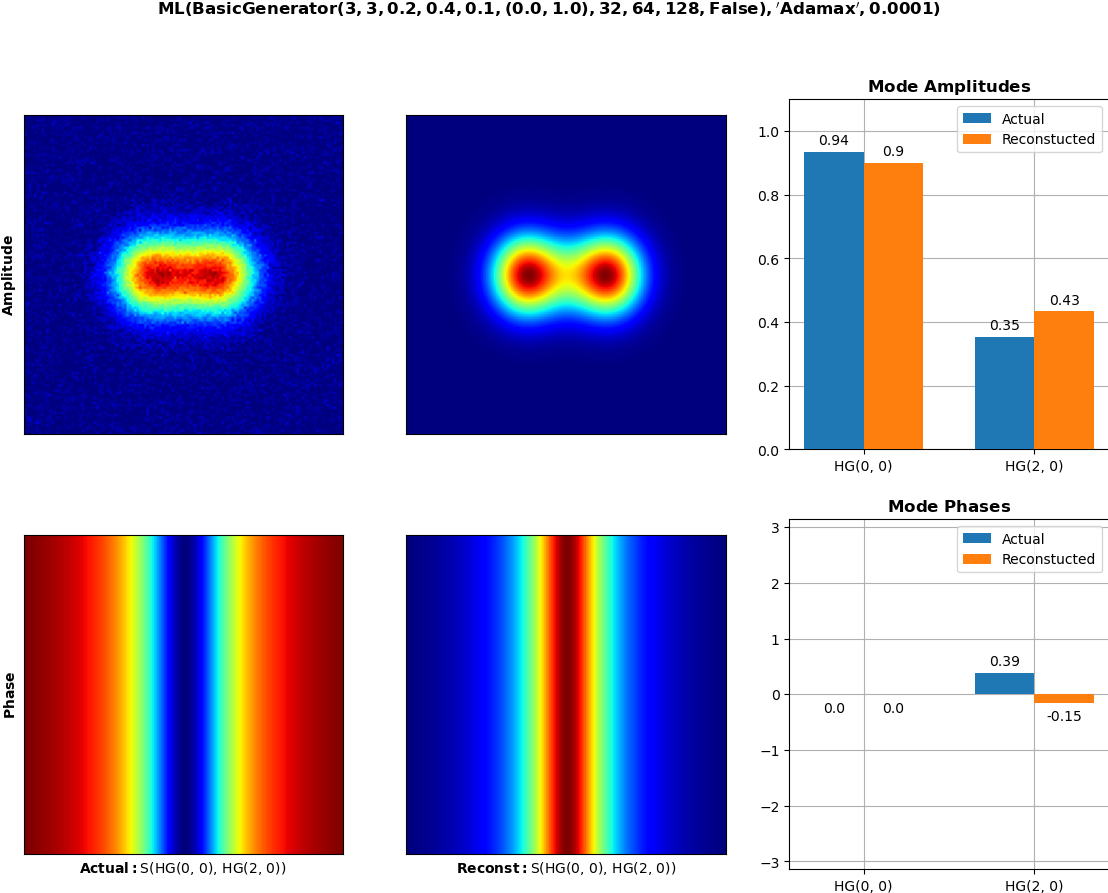 ML(BasicGenerator(3, 3, 0.2, 0.4, 0.1, (0.0, 1.0), 32, 64, 128, False), ′Adamax′, 0.0001)
Amplitude
Mode Amplitudes
Actual
Reconstucted
1.0
0.8
0.6
0.4
0.2
0.0
0.94
0.9
0.35
0.43
HG(0, 0)
HG(2, 0)
Phase
Actual: S(HG(0, 0), HG(2, 0))
Reconst: S(HG(0, 0), HG(2, 0))
Mode Phases
Actual
Reconstucted
3
2
1
0
−1
−2
−3
0.0
0.0
0.39
-0.15
HG(0, 0)
HG(2, 0)